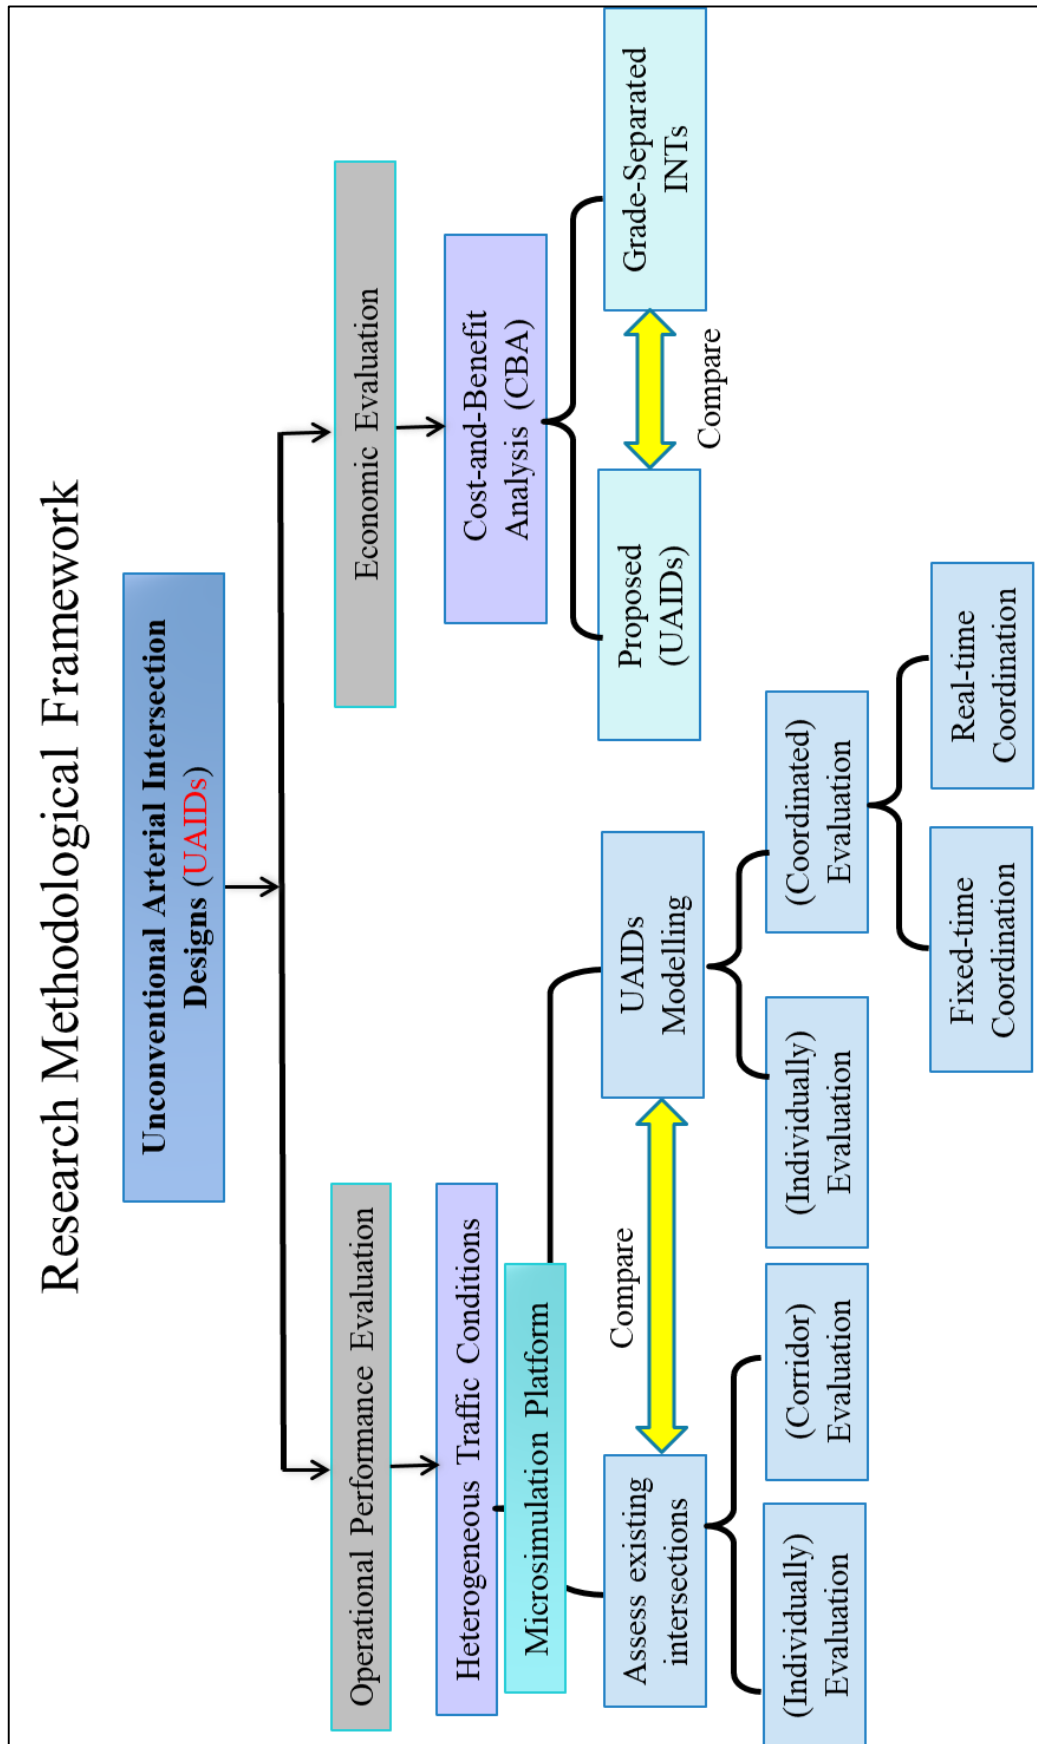 Research Methodological Framework
Unconventional Arterial Intersection
Designs (UAIDs)
Operational Performance Evaluation
Economic Evaluation
Heterogeneous Traffic Conditions
Cost-and-Benefit
Analysis (CBA)
Microsimulation Platform
Assess existing
intersections
Compare
UAIDs
Modelling
Proposed
(UAIDs)
Compare
Grade-Separated
INTs
(Individually)
Evaluation
(Corridor)
Evaluation
(Individually)
Evaluation
(Coordinated)
Evaluation
Fixed-time
Coordination
Real-time
Coordination